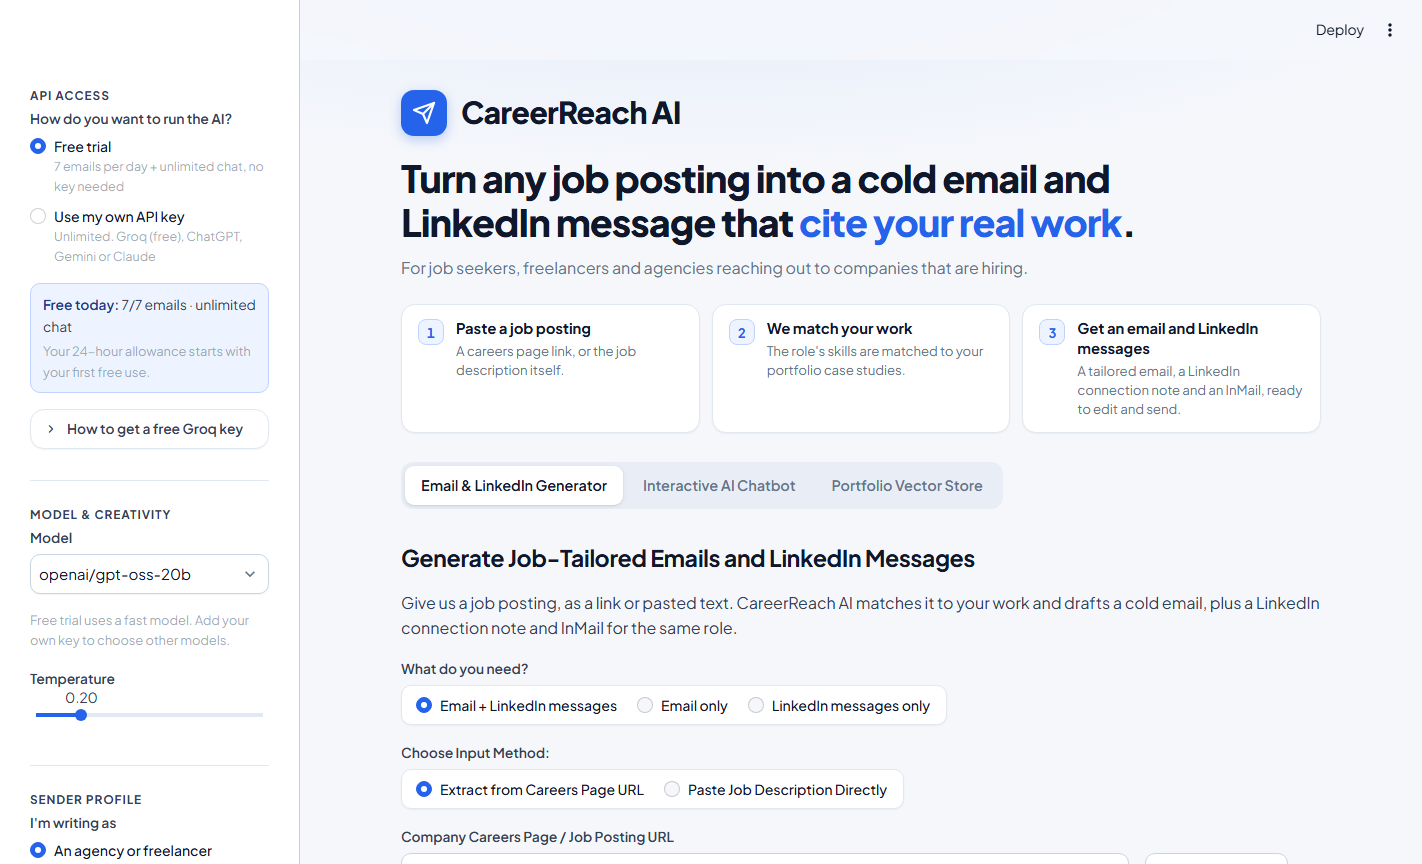 Deploy
API ACCESS
How do you want to run the AI?
Free trial
7 emails per day + unlimited chat, no
key needed
Use my own API key
Unlimited. Groq (free), ChatGPT,
Gemini or Claude
Free today: 7/7 emails · unlimited
chat
Your 24-hour allowance starts with
your first free use.
How to get a free Groq key
MODEL & CREATIVITY
Model
openai/gpt-oss-20b
Free trial uses a fast model. Add your
own key to choose other models.
Temperature
0.20
SENDER PROFILE
I'm writing as
An agency or freelancer
CareerReach AI
Turn any job posting into a cold email and
LinkedIn message that cite your real work.
For job seekers, freelancers and agencies reaching out to companies that are hiring.
1
Paste a job posting
A careers page link, or the job
description itself.
2
We match your work
The role's skills are matched to your
portfolio case studies.
3
Get an email and LinkedIn
messages
A tailored email, a LinkedIn
connection note and an InMail, ready
to edit and send.
Email & LinkedIn Generator
Interactive AI Chatbot
Portfolio Vector Store
Generate Job-Tailored Emails and LinkedIn Messages
Give us a job posting, as a link or pasted text. CareerReach AI matches it to your work and drafts a cold email, plus a LinkedIn
connection note and InMail for the same role.
What do you need?
Email + LinkedIn messages
Email only
LinkedIn messages only
Choose Input Method:
Extract from Careers Page URL
Paste Job Description Directly
Company Careers Page / Job Posting URL